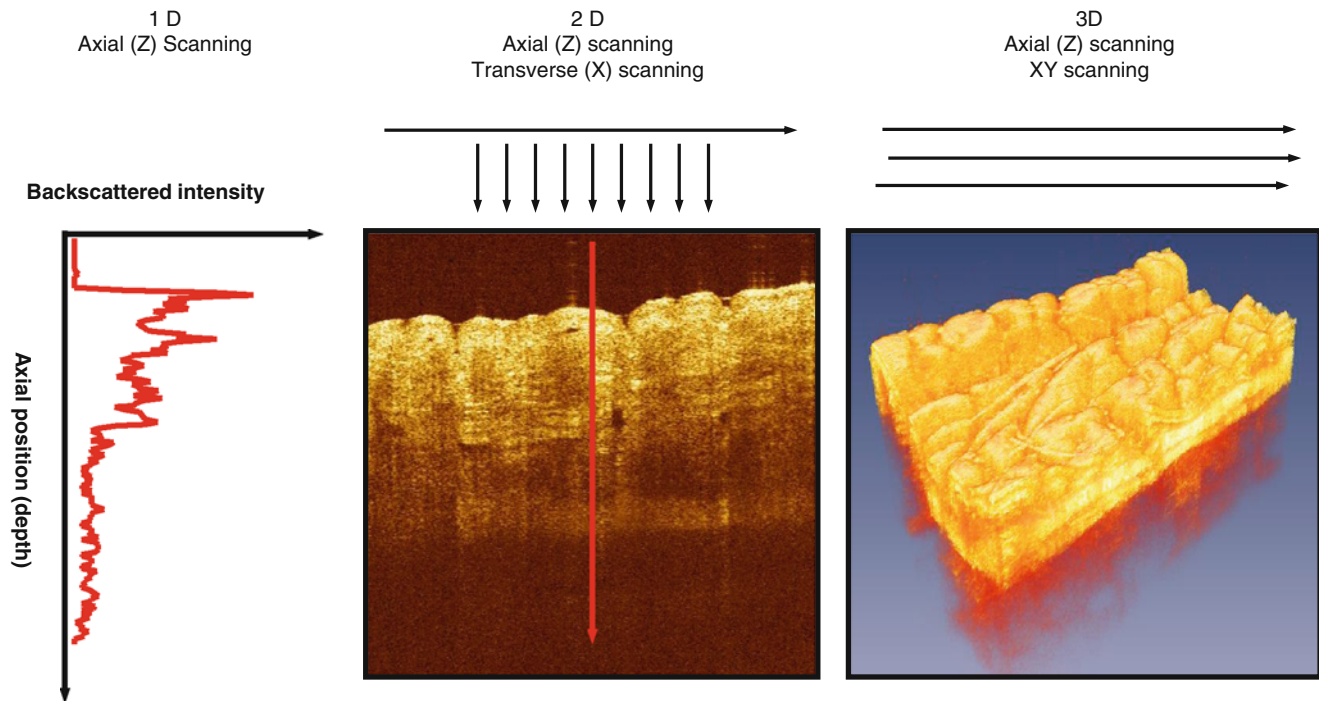 1 D
Axial (Z) Scanning
2 D
Axial (Z) scanning
Transverse (X) scanning
3D
Axial (Z) scanning
XY scanning
Backscattered intensity
Axial position (depth)